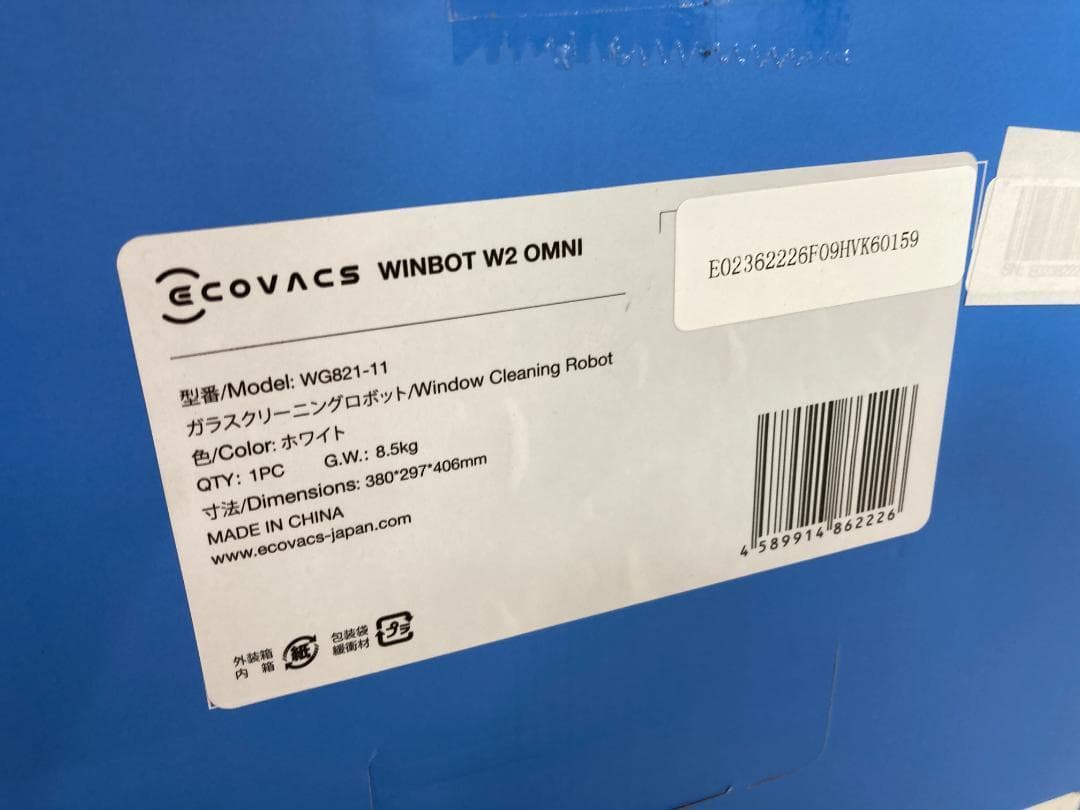 ECOVACS WINBOT W2 OMNI
E02362226F09HVK60159
型番/Model: WG821-11
ガラスクリーニングロボット/Window Cleaning Robot
色/Color: ホワイト
QTY: 1PC G.W.: 8.5kg
寸法/Dimensions: 380*297*406mm
MADE IN CHINA
www.ecovacs-japan.com
4 589914 862226
外装箱
内 箱
紙
包装袋
緩衝材
プラ